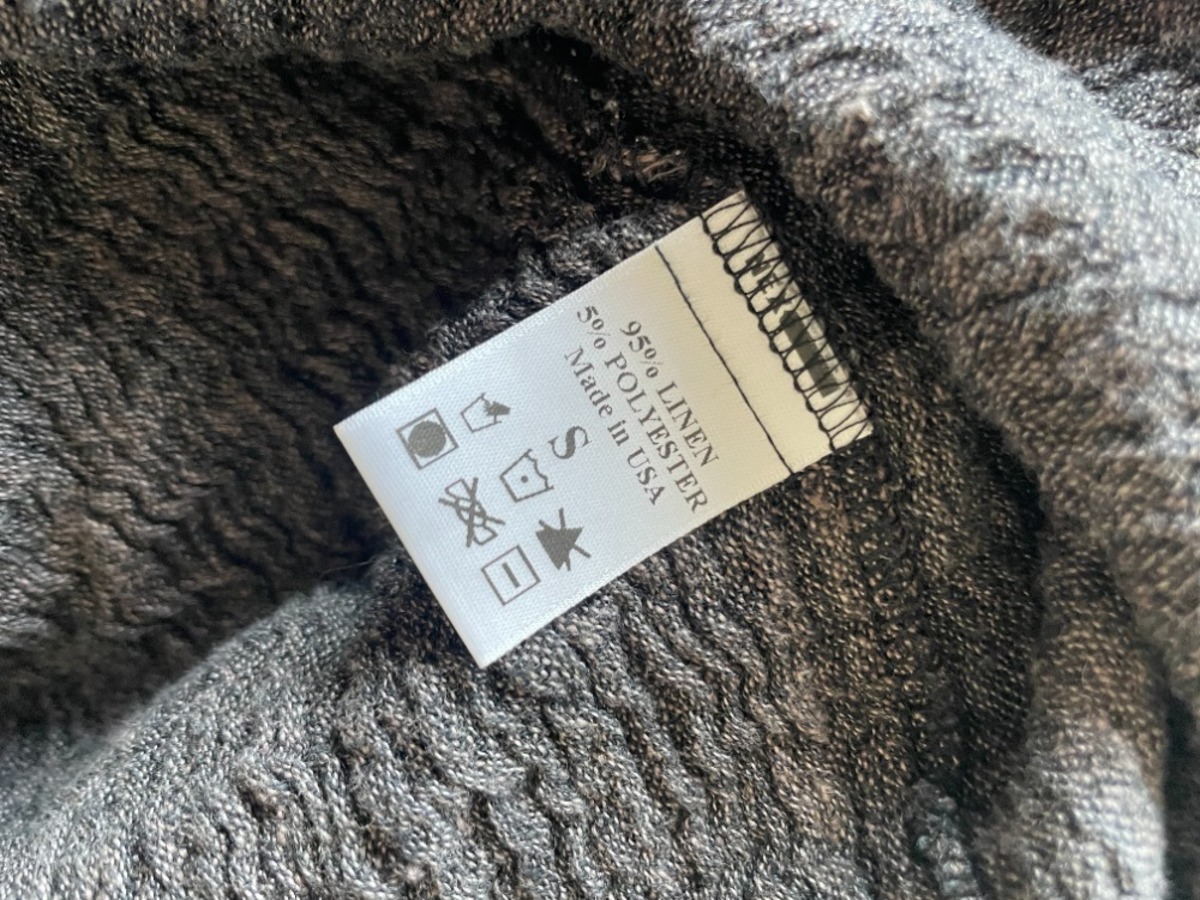 95% LINEN
5% POLYESTER
Made in USA
S